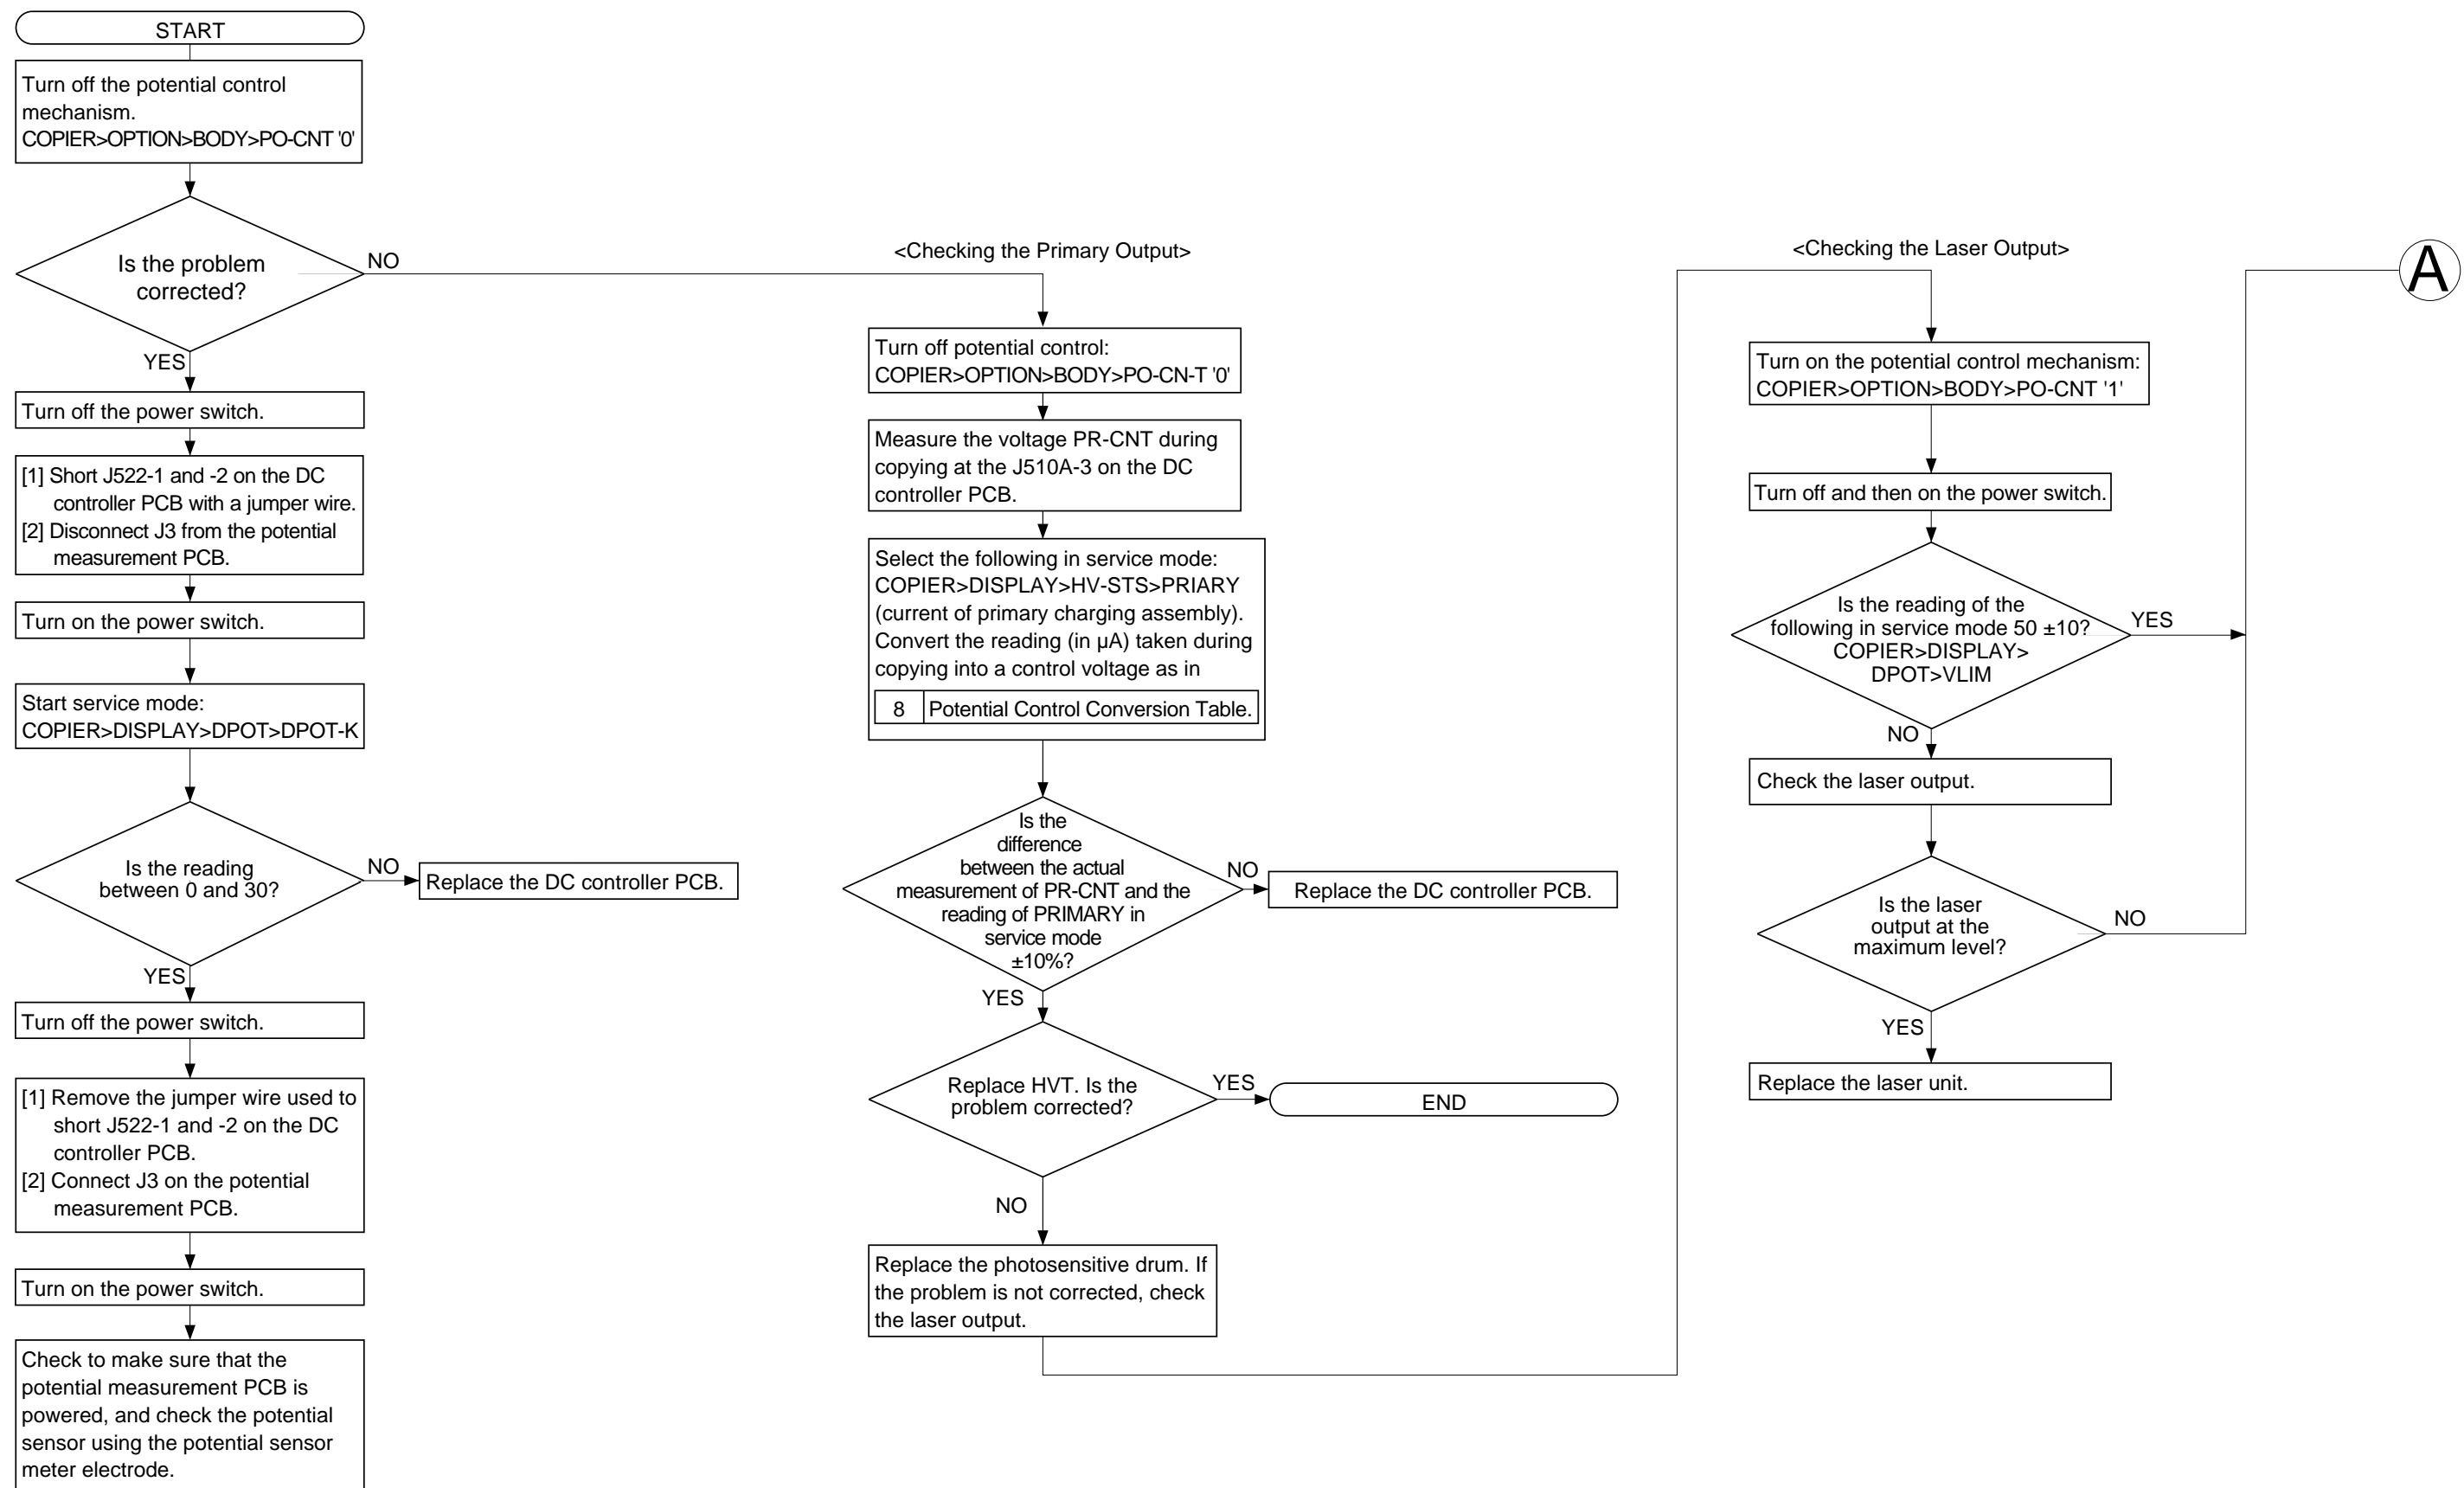 START
Turn off the potential control
mechanism.
COPIER>OPTION>BODY>PO-CNT '0'
Is the problem
corrected?
NO
YES
Turn off the power switch.
[1] Short J522-1 and -2 on the DC
controller PCB with a jumper wire.
[2] Disconnect J3 from the potential
measurement PCB.
Turn on the power switch.
Start service mode:
COPIER>DISPLAY>DPOT>DPOT-K
Is the reading
between 0 and 30?
NO
Replace the DC controller PCB.
YES
Turn off the power switch.
[1] Remove the jumper wire used to
short J522-1 and -2 on the DC
controller PCB.
[2] Connect J3 on the potential
measurement PCB.
Turn on the power switch.
Check to make sure that the
potential measurement PCB is
powered, and check the potential
sensor using the potential sensor
meter electrode.
<Checking the Primary Output>
Turn off potential control:
COPIER>OPTION>BODY>PO-CN-T '0'
Measure the voltage PR-CNT during
copying at the J510A-3 on the DC
controller PCB.
Select the following in service mode:
COPIER>DISPLAY>HV-STS>PRIARY
(current of primary charging assembly).
Convert the reading (in µA) taken during
copying into a control voltage as in
8 Potential Control Conversion Table.
Is the
difference
between the actual
measurement of PR-CNT and the
reading of PRIMARY in
service mode
±10%?
NO
Replace the DC controller PCB.
YES
Replace HVT. Is the
problem corrected?
YES
END
NO
Replace the photosensitive drum. If
the problem is not corrected, check
the laser output.
<Checking the Laser Output>
Turn on the potential control mechanism:
COPIER>OPTION>BODY>PO-CNT '1'
Turn off and then on the power switch.
Is the reading of the
following in service mode 50 ±10?
COPIER>DISPLAY>
DPOT>VLIM
YES
NO
Check the laser output.
Is the laser
output at the
maximum level?
NO
YES
Replace the laser unit.
A